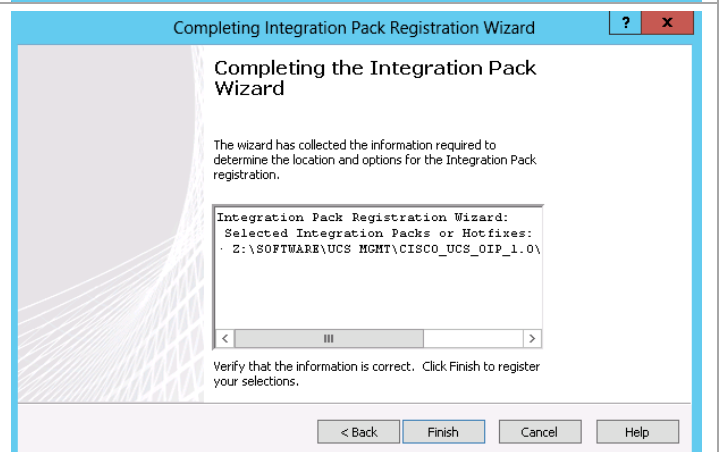 Completing Integration Pack Registration Wizard
? x
Completing the Integration Pack
Wizard
The wizard has collected the information required to
determine the location and options for the Integration Pack
registration.
Integration Pack Registration Wizard:
Selected Integration Packs or Hotfixes:
· Z:\SOFTWARE\UCS MGMT\CISCO_UCS_OIP_1.0\
Verify that the information is correct. Click Finish to register
your selections.
< Back Finish Cancel Help